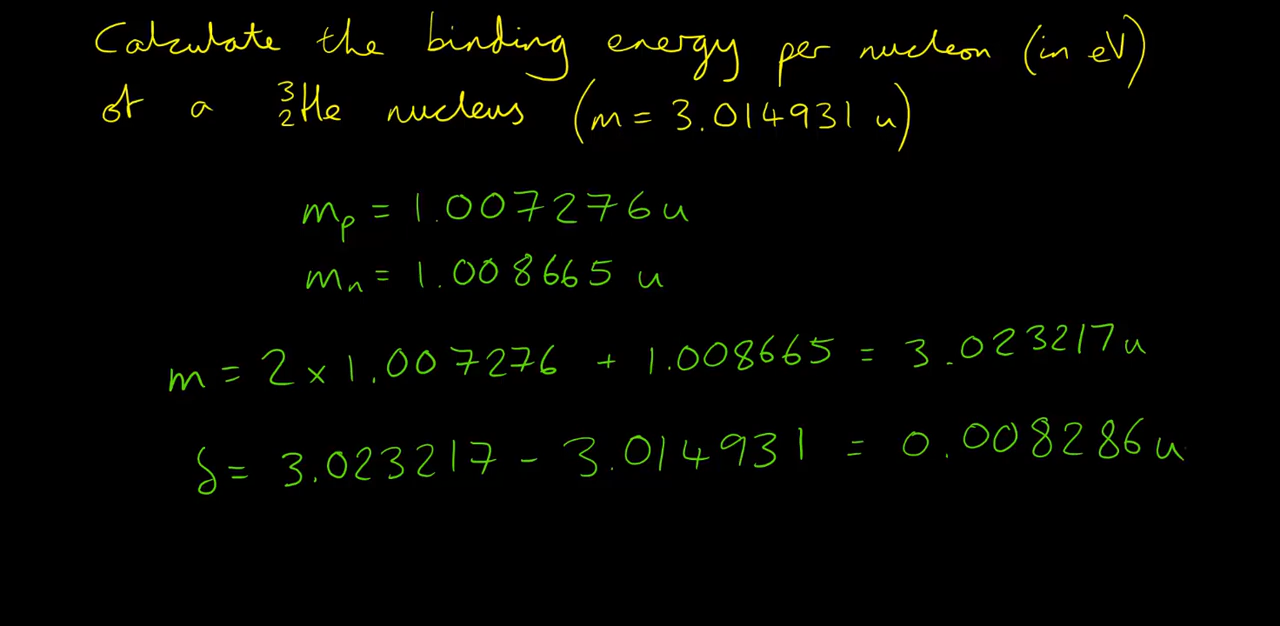 Calculate the binding energy per nucleon (in eV)
of a ³₂He nucleus (m = 3.014931 u)
mₚ = 1.007276 u
mₙ = 1.008665 u
m = 2 × 1.007276 + 1.008665 = 3.023217 u
δ = 3.023217 - 3.014931 = 0.008286 u